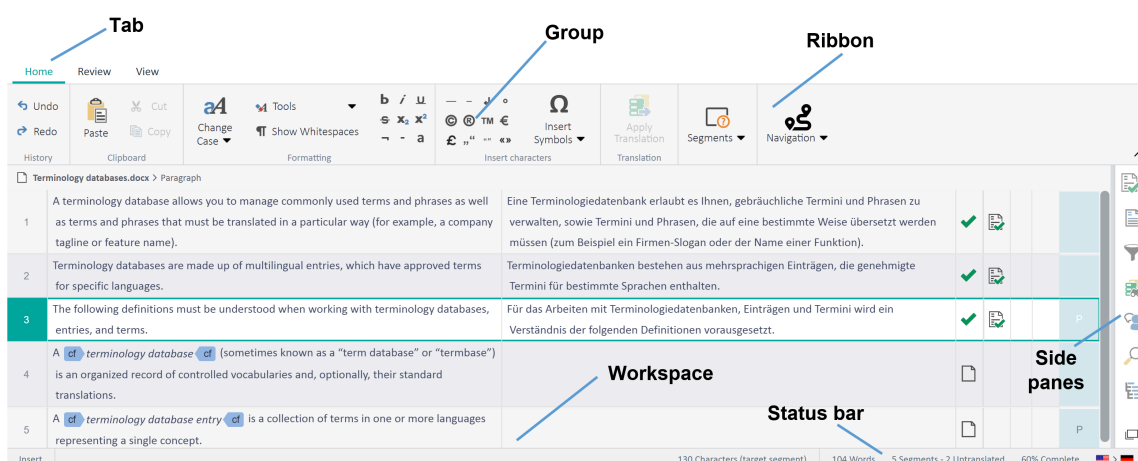 Tab
Group
Ribbon
Home Review View
Undo
Redo
History
Paste
Cut
Copy
Clipboard
aA
Change
Case
Tools
Show Whitespaces
b i u
s X₂ X²
¬ - a
Formatting
— – ↲ °
© ® TM €
£ „“ “” «»
Ω
Insert
Symbols
Insert characters
Apply
Translation
Translation
Segments
Navigation
Terminology databases.docx > Paragraph
1
A terminology database allows you to manage commonly used terms and phrases as well
as terms and phrases that must be translated in a particular way (for example, a company
tagline or feature name).
Eine Terminologiedatenbank erlaubt es Ihnen, gebräuchliche Termini und Phrasen zu
verwalten, sowie Termini und Phrasen, die auf eine bestimmte Weise übersetzt werden
müssen (zum Beispiel ein Firmen-Slogan oder der Name einer Funktion).
2
Terminology databases are made up of multilingual entries, which have approved terms
for specific languages.
Terminologiedatenbanken bestehen aus mehrsprachigen Einträgen, die genehmigte
Termini für bestimmte Sprachen enthalten.
3
The following definitions must be understood when working with terminology databases,
entries, and terms.
Für das Arbeiten mit Terminologiedatenbanken, Einträgen und Termini wird ein
Verständnis der folgenden Definitionen vorausgesetzt.
P
4
A cf terminology database cf (sometimes known as a “term database” or “termbase”)
is an organized record of controlled vocabularies and, optionally, their standard
translations.
Workspace
Side
panes
5
A cf terminology database entry cf is a collection of terms in one or more languages
representing a single concept.
P
Status bar
Insert
130 Characters (target segment) 104 Words 5 Segments - 2 Untranslated 60% Complete >